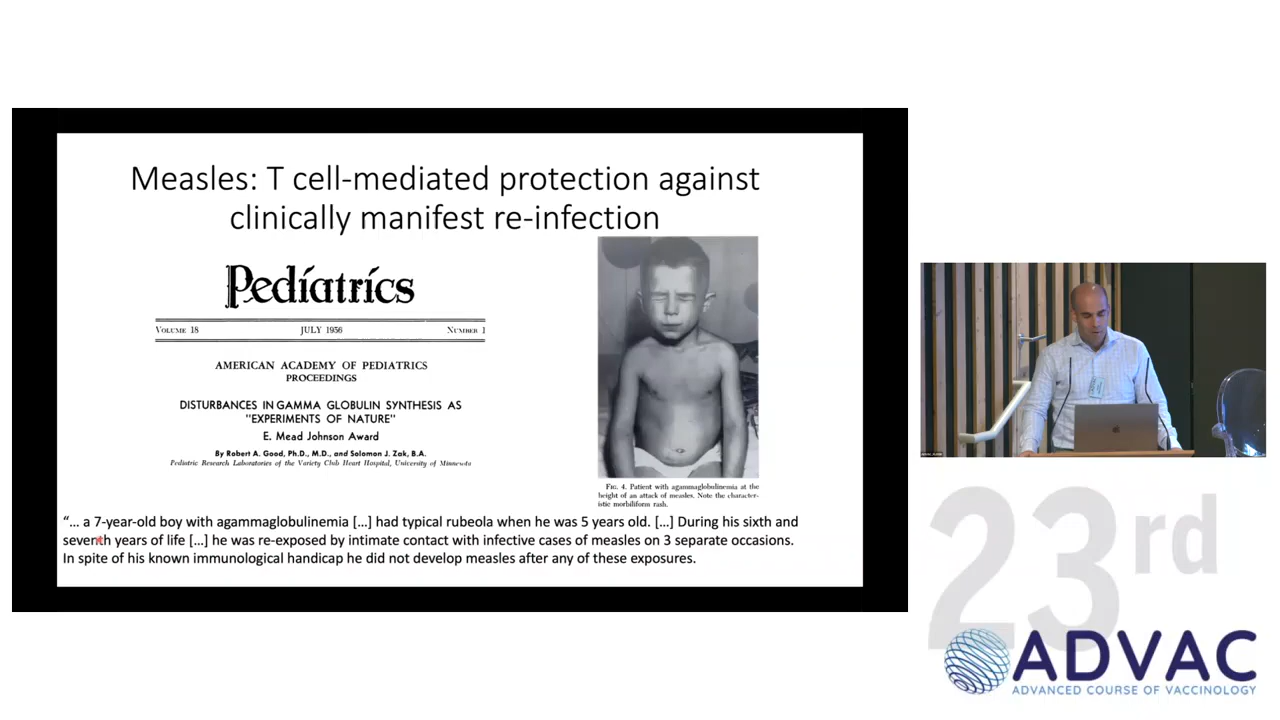 Measles: T cell-mediated protection against
clinically manifest re-infection
Pediatrics
VOLUME 18 JULY 1956 NUMBER 1
AMERICAN ACADEMY OF PEDIATRICS
PROCEEDINGS
DISTURBANCES IN GAMMA GLOBULIN SYNTHESIS AS
"EXPERIMENTS OF NATURE"
E. Mead Johnson Award
By Robert A. Good, Ph.D., M.D., and Solomon J. Zak, B.A.
Pediatric Research Laboratories of the Variety Club Heart Hospital, University of Minnesota
FIG. 4. Patient with agammaglobulinemia at the
height of an attack of measles. Note the character-
istic morbiliform rash.
“... a 7-year-old boy with agammaglobulinemia [...] had typical rubeola when he was 5 years old. [...] During his sixth and
seventh years of life [...] he was re-exposed by intimate contact with infective cases of measles on 3 separate occasions.
In spite of his known immunological handicap he did not develop measles after any of these exposures.
23rd
ADVAC
ADVANCED COURSE OF VACCINOLOGY